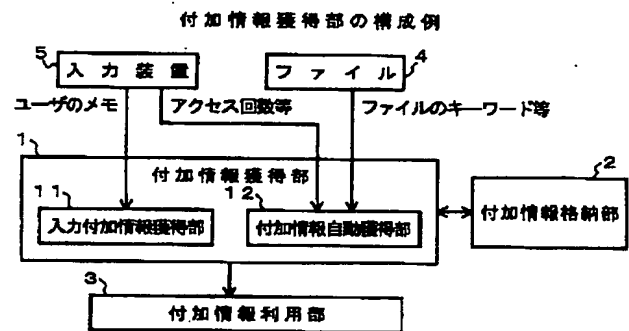 付加情報獲得部の構成例
5
入力装置
ファイル
4
ユーザのメモ
アクセス回数等
ファイルのキーワード等
1
付加情報獲得部
2
11
入力付加情報獲得部
12
付加情報自動獲得部
付加情報格納部
3
付加情報利用部